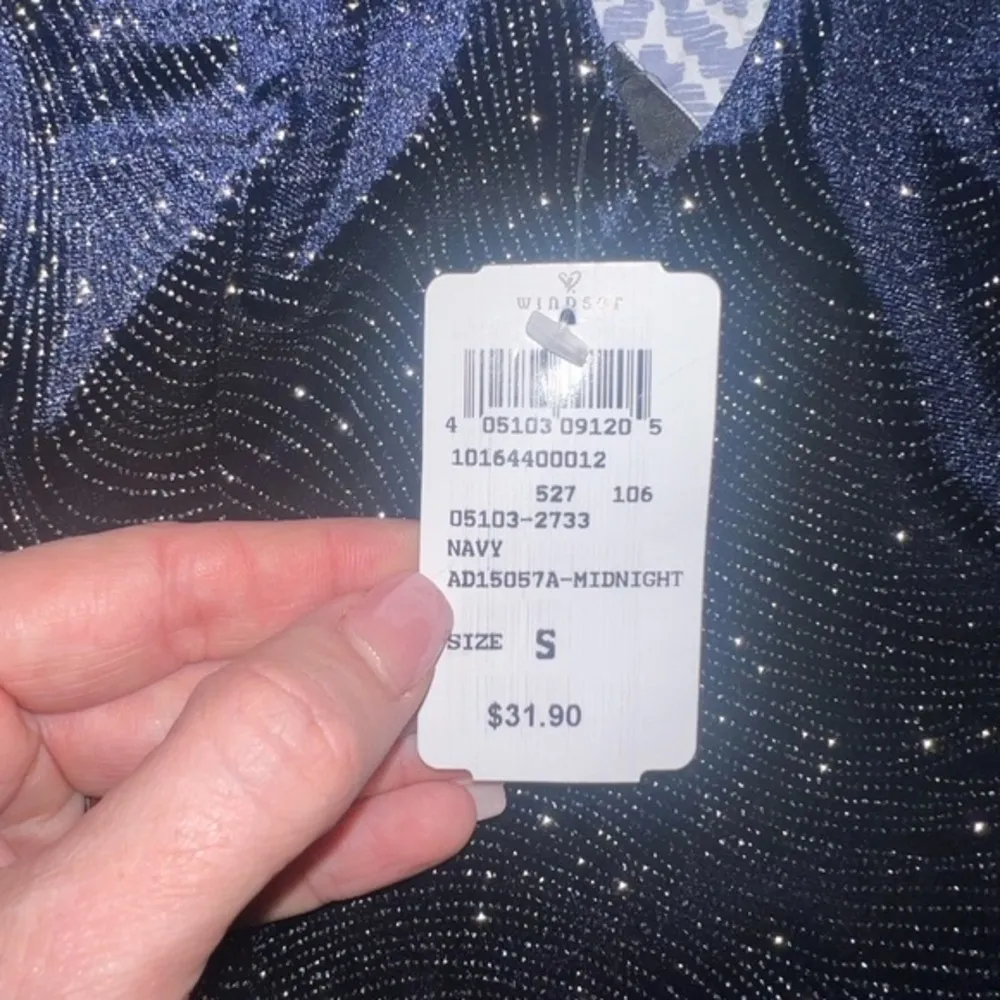 WINDSOR
4 05103 09120 5
10164400012
527 106
05103-2733
NAVY
AD15057A-MIDNIGHT
SIZE S
$31.90